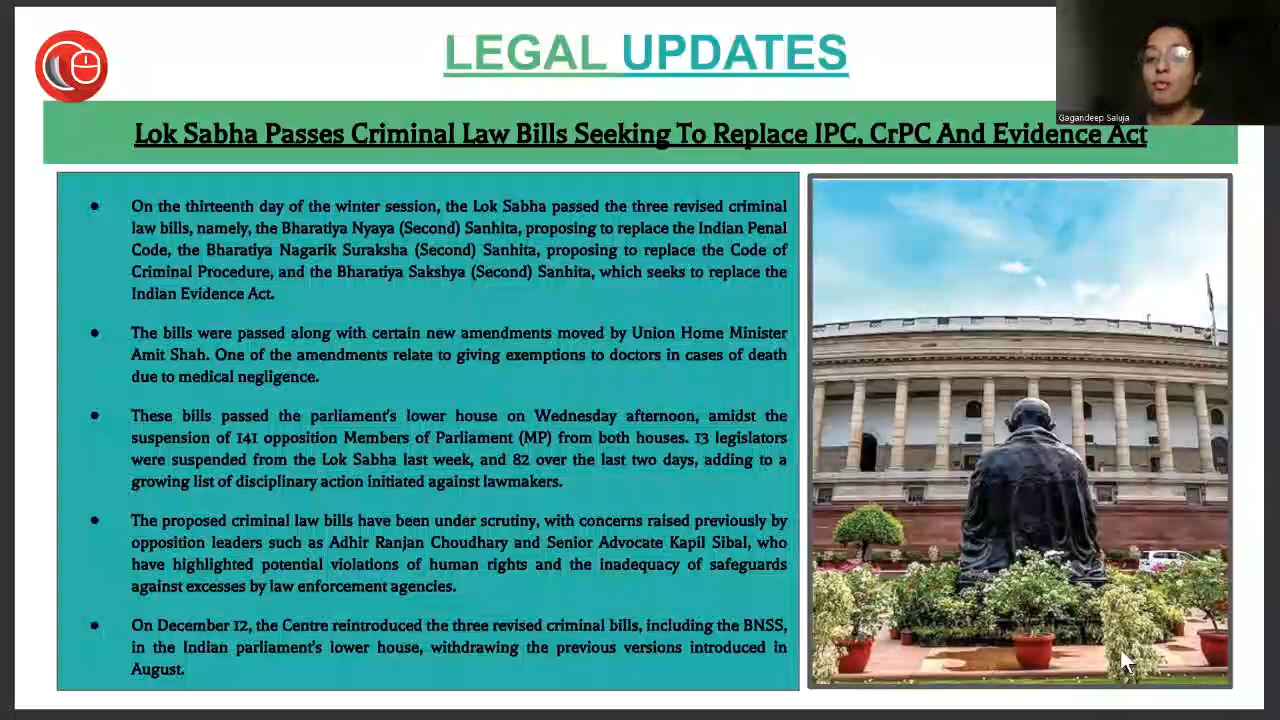 LEGAL UPDATES
Gagandeep Saluja
Lok Sabha Passes Criminal Law Bills Seeking To Replace IPC, CrPC And Evidence Act
• On the thirteenth day of the winter session, the Lok Sabha passed the three revised criminal
law bills, namely, the Bharatiya Nyaya (Second) Sanhita, proposing to replace the Indian Penal
Code, the Bharatiya Nagarik Suraksha (Second) Sanhita, proposing to replace the Code of
Criminal Procedure, and the Bharatiya Sakshya (Second) Sanhita, which seeks to replace the
Indian Evidence Act.
• The bills were passed along with certain new amendments moved by Union Home Minister
Amit Shah. One of the amendments relate to giving exemptions to doctors in cases of death
due to medical negligence.
• These bills passed the parliament's lower house on Wednesday afternoon, amidst the
suspension of 141 opposition Members of Parliament (MP) from both houses. 13 legislators
were suspended from the Lok Sabha last week, and 82 over the last two days, adding to a
growing list of disciplinary action initiated against lawmakers.
• The proposed criminal law bills have been under scrutiny, with concerns raised previously by
opposition leaders such as Adhir Ranjan Choudhary and Senior Advocate Kapil Sibal, who
have highlighted potential violations of human rights and the inadequacy of safeguards
against excesses by law enforcement agencies.
• On December 12, the Centre reintroduced the three revised criminal bills, including the BNSS,
in the Indian parliament's lower house, withdrawing the previous versions introduced in
August.